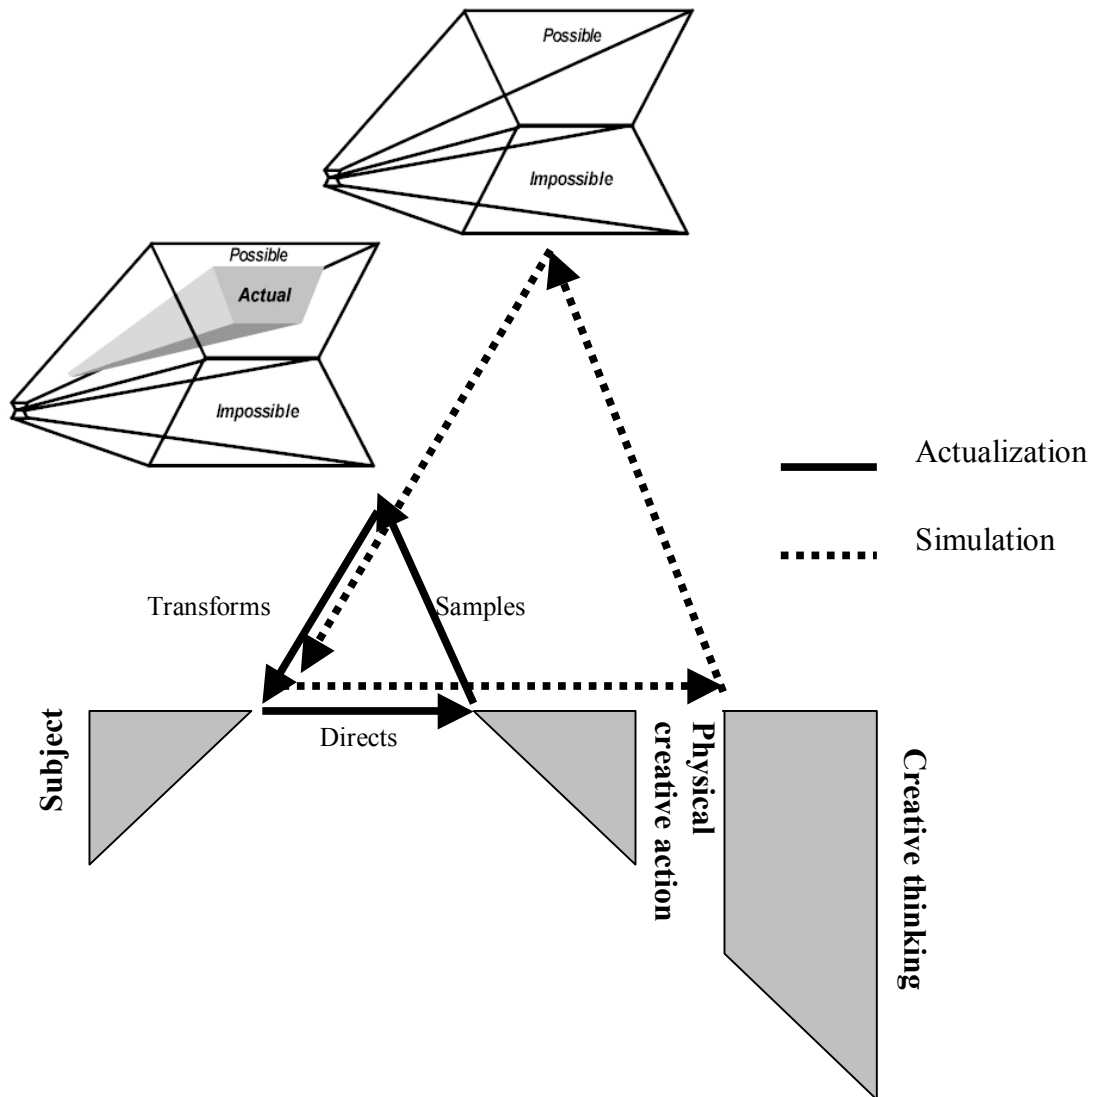 Possible
Impossible
Possible
Actual
Impossible
Actualization
Simulation
Transforms
Samples
Directs
Subject
Physical
creative action
Creative thinking